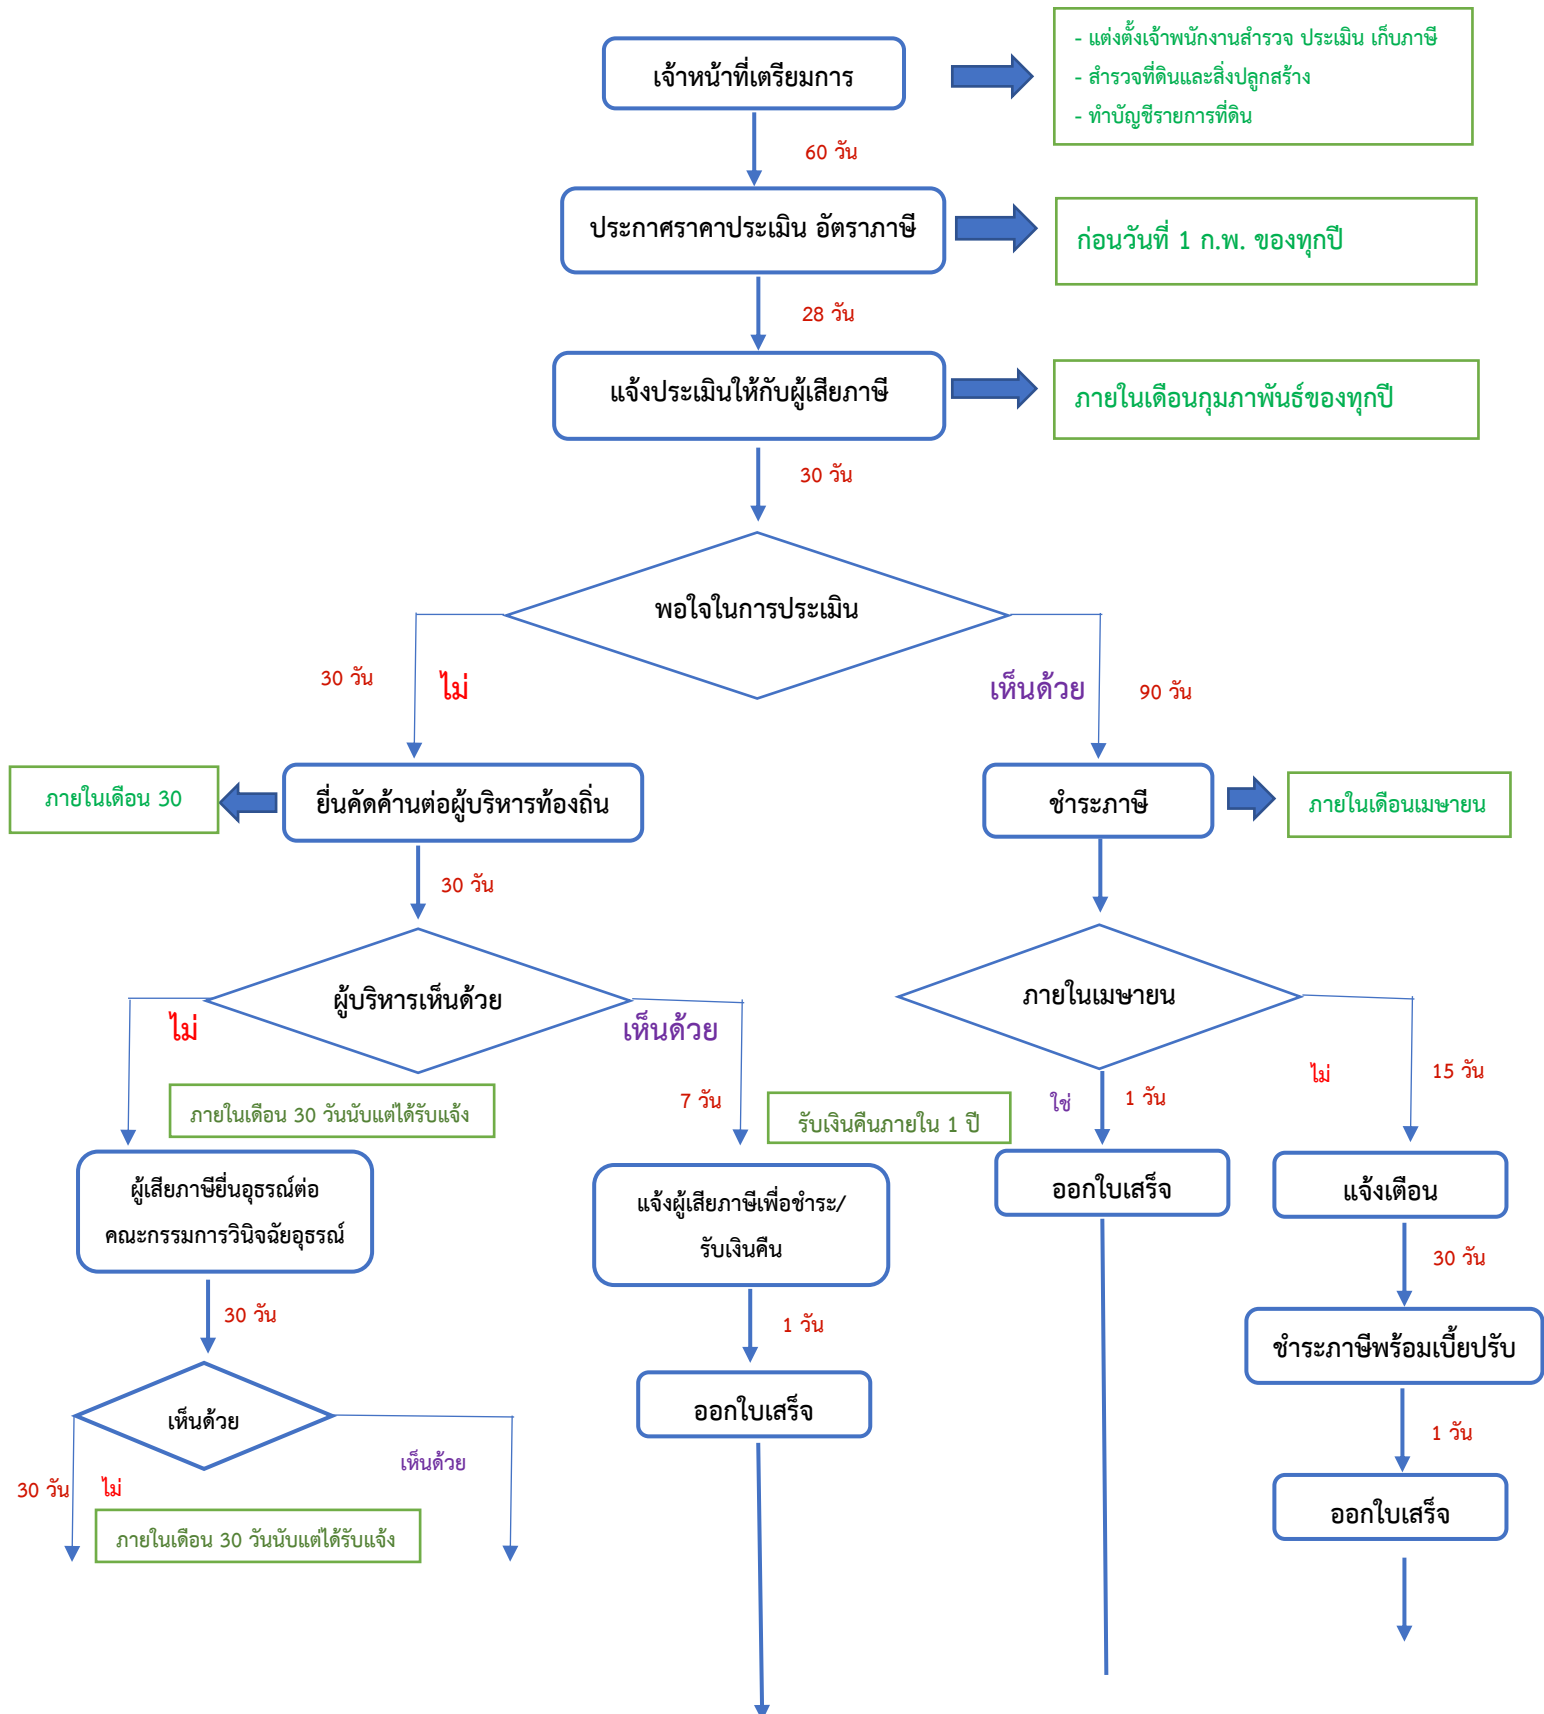 เจ้าหน้าที่เตรียมการ
- แต่งตั้งเจ้าพนักงานสำรวจ ประเมิน เก็บภาษี
- สำรวจที่ดินและสิ่งปลูกสร้าง
- ทำบัญชีรายการที่ดิน
60 วัน
ประกาศราคาประเมิน อัตราภาษี
ก่อนวันที่ 1 ก.พ. ของทุกปี
28 วัน
แจ้งประเมินให้กับผู้เสียภาษี
ภายในเดือนกุมภาพันธ์ของทุกปี
30 วัน
พอใจในการประเมิน
30 วัน
ไม่
เห็นด้วย
90 วัน
ภายในเดือน 30
ยื่นคัดค้านต่อผู้บริหารท้องถิ่น
ชำระภาษี
ภายในเดือนเมษายน
30 วัน
ผู้บริหารเห็นด้วย
ภายในเมษายน
ไม่
เห็นด้วย
ไม่
15 วัน
7 วัน
ใช่
1 วัน
ภายในเดือน 30 วันนับแต่ได้รับแจ้ง
รับเงินคืนภายใน 1 ปี
ผู้เสียภาษียื่นอุธรณ์ต่อ
คณะกรรมการวินิจฉัยอุธรณ์
แจ้งผู้เสียภาษีเพื่อชำระ/
รับเงินคืน
ออกใบเสร็จ
แจ้งเตือน
30 วัน
30 วัน
1 วัน
ชำระภาษีพร้อมเบี้ยปรับ
เห็นด้วย
ออกใบเสร็จ
1 วัน
เห็นด้วย
30 วัน
ไม่
ออกใบเสร็จ
ภายในเดือน 30 วันนับแต่ได้รับแจ้ง